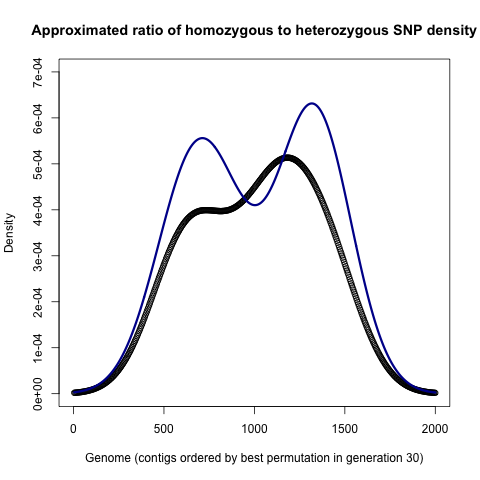 Approximated ratio of homozygous to heterozygous SNP density
7e-04
6e-04
5e-04
4e-04
3e-04
2e-04
1e-04
0e+00
Density
0 500 1000 1500 2000
Genome (contigs ordered by best permutation in generation 30)